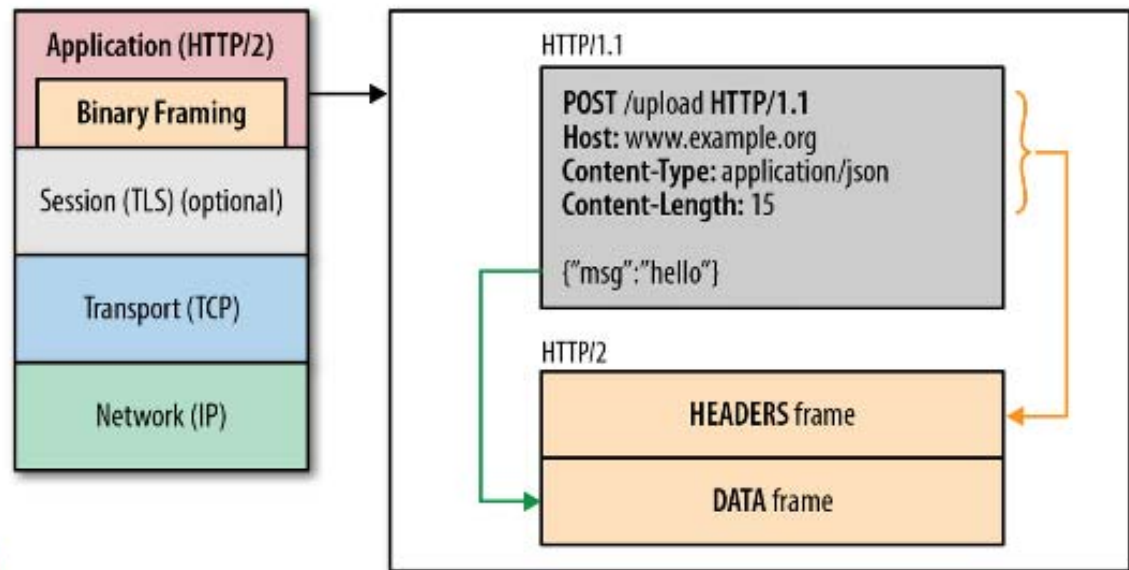 Application (HTTP/2)
Binary Framing
Session (TLS) (optional)
Transport (TCP)
Network (IP)
HTTP/1.1
POST /upload HTTP/1.1
Host: www.example.org
Content-Type: application/json
Content-Length: 15
{"msg":"hello"}
HTTP/2
HEADERS frame
DATA frame